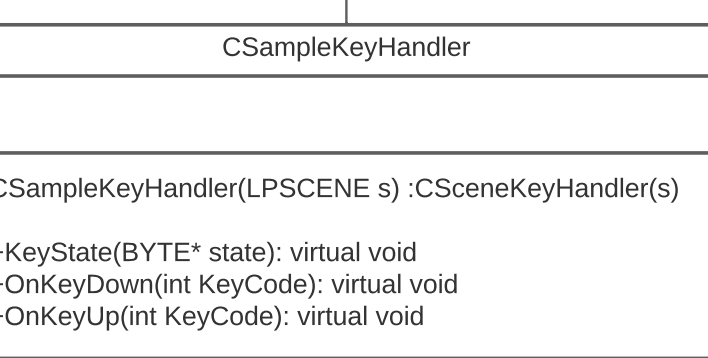 CSampleKeyHandler
CSampleKeyHandler(LPSCENE s) :CSceneKeyHandler(s)
+KeyState(BYTE* state): virtual void
+OnKeyDown(int KeyCode): virtual void
+OnKeyUp(int KeyCode): virtual void